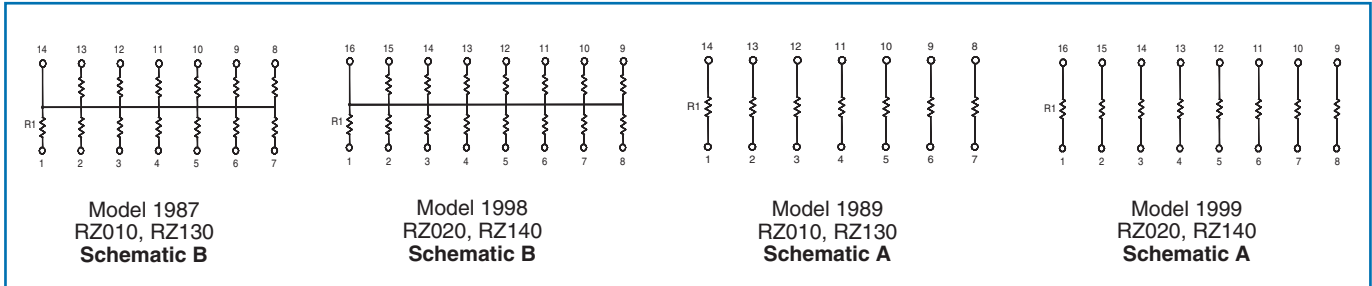 14 13 12 11 10 9 8
R1
1 2 3 4 5 6 7
Model 1987
RZ010, RZ130
Schematic B
16 15 14 13 12 11 10 9
R1
1 2 3 4 5 6 7 8
Model 1998
RZ020, RZ140
Schematic B
14 13 12 11 10 9 8
R1
1 2 3 4 5 6 7
Model 1989
RZ010, RZ130
Schematic A
16 15 14 13 12 11 10 9
R1
1 2 3 4 5 6 7 8
Model 1999
RZ020, RZ140
Schematic A